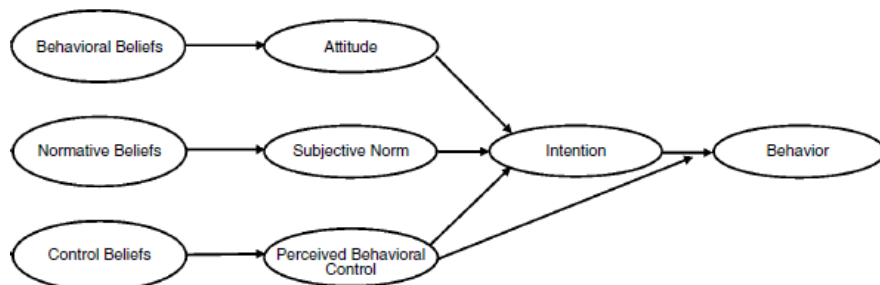 Behavioral Beliefs
Attitude
Normative Beliefs
Subjective Norm
Intention
Behavior
Control Beliefs
Perceived Behavioral
Control